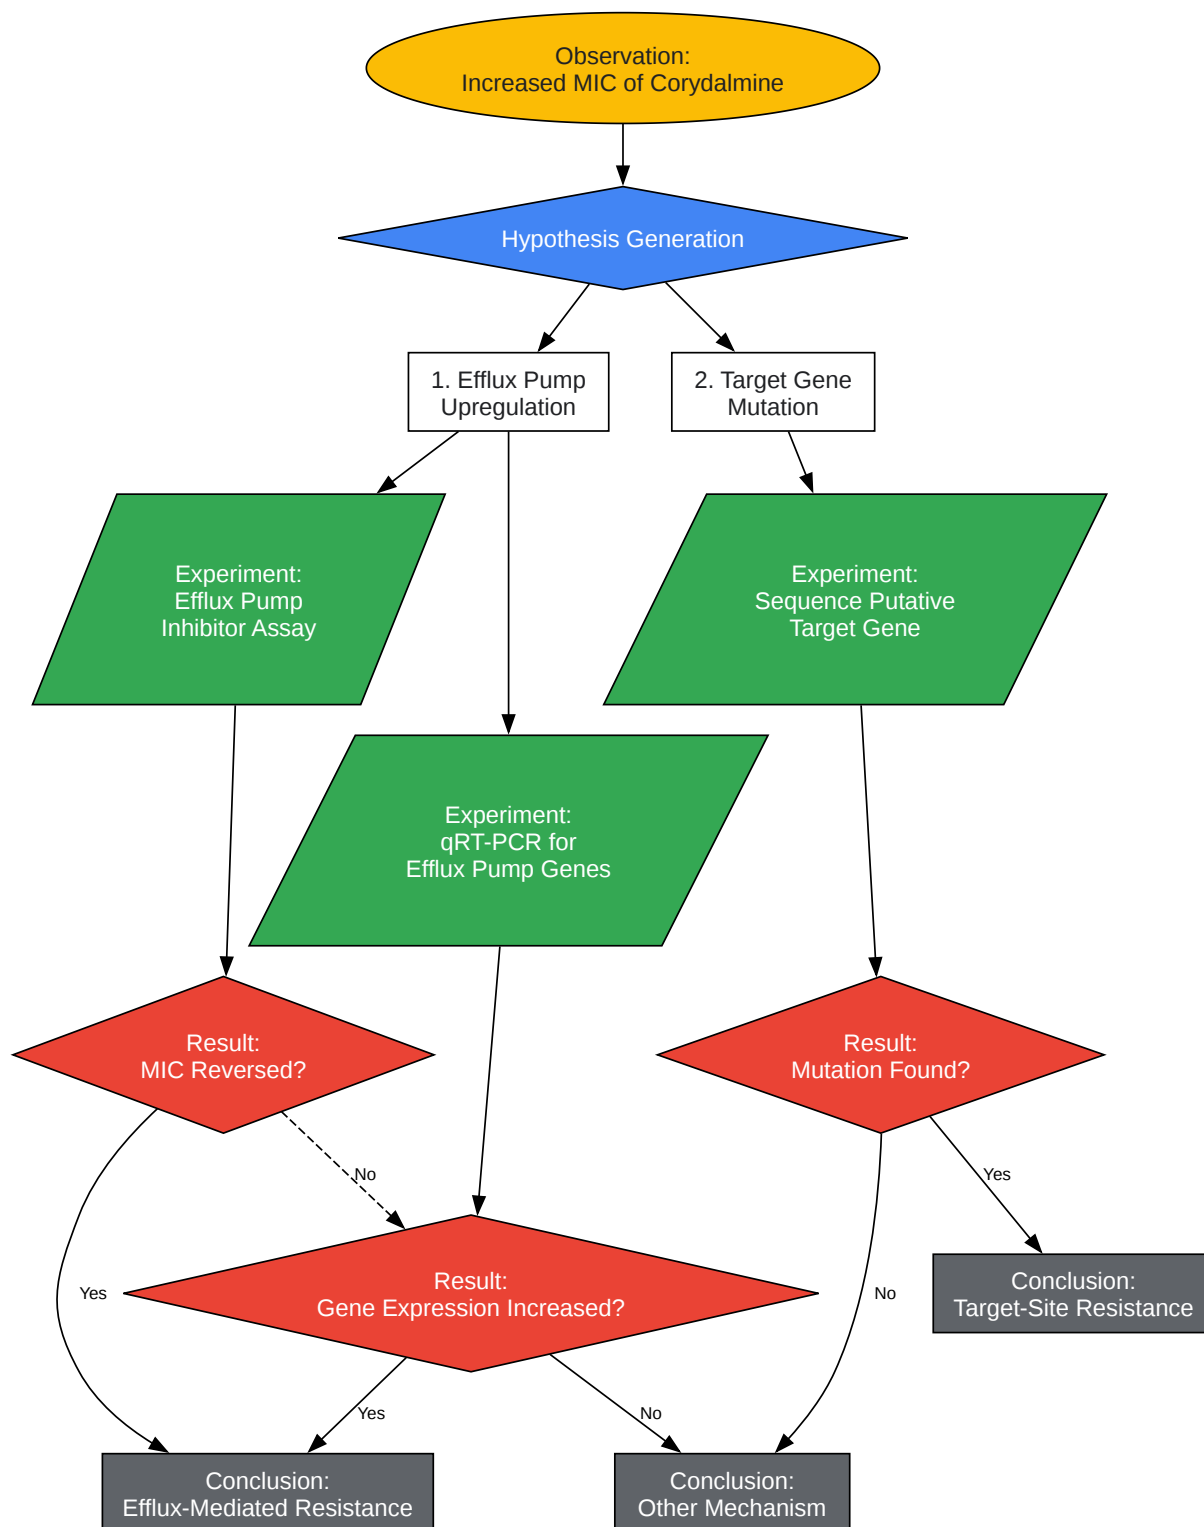 Observation:
Increased MIC of Corydalmine
Hypothesis Generation
1. Efflux Pump
Upregulation
2. Target Gene
Mutation
Experiment:
Efflux Pump
Inhibitor Assay
Experiment:
Sequence Putative
Target Gene
Experiment:
qRT-PCR for
Efflux Pump Genes
Result:
MIC Reversed?
Result:
Mutation Found?
No
Yes
Result:
Gene Expression Increased?
Yes
No
Conclusion:
Target-Site Resistance
Yes
No
Conclusion:
Efflux-Mediated Resistance
Conclusion:
Other Mechanism